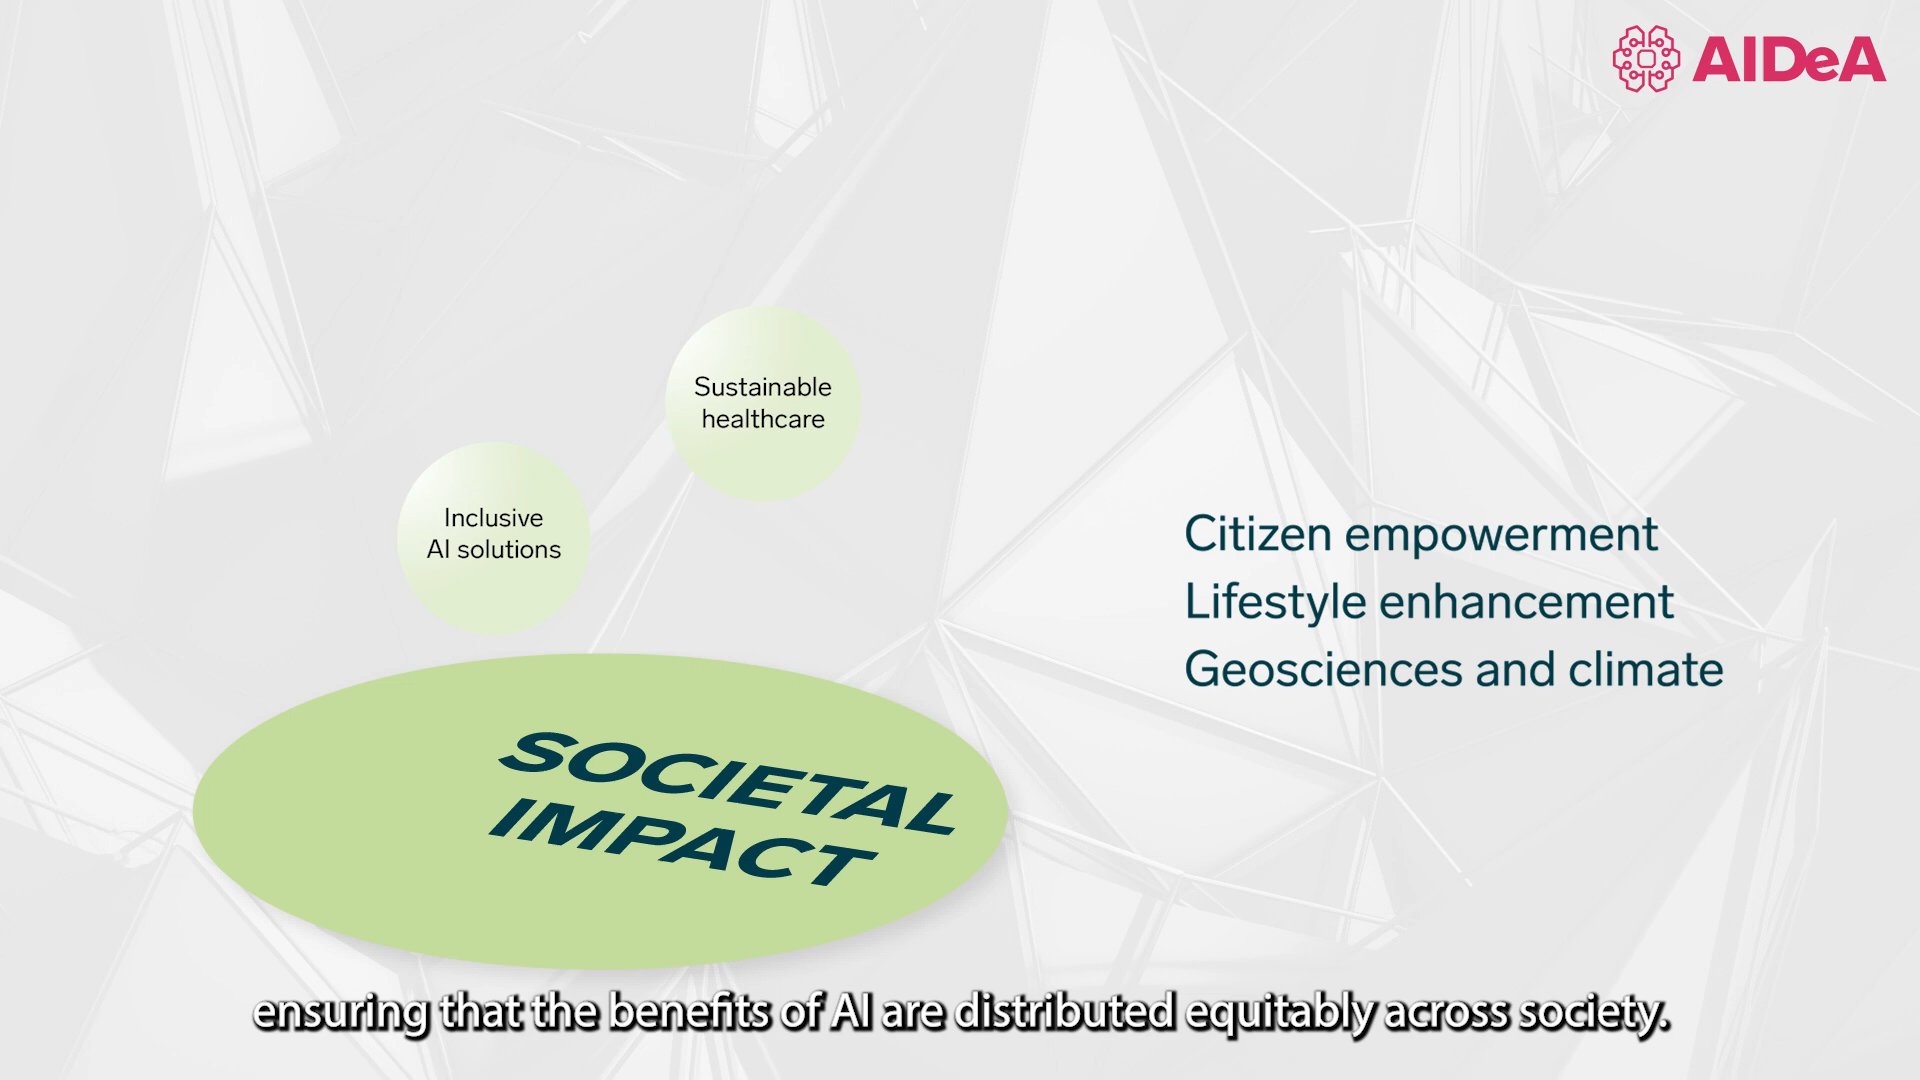 AIDeA
Sustainable
healthcare
Inclusive
AI solutions
Citizen empowerment
Lifestyle enhancement
Geosciences and climate
SOCIETAL
IMPACT
ensuring that the benefits of AI are distributed equitably across society.